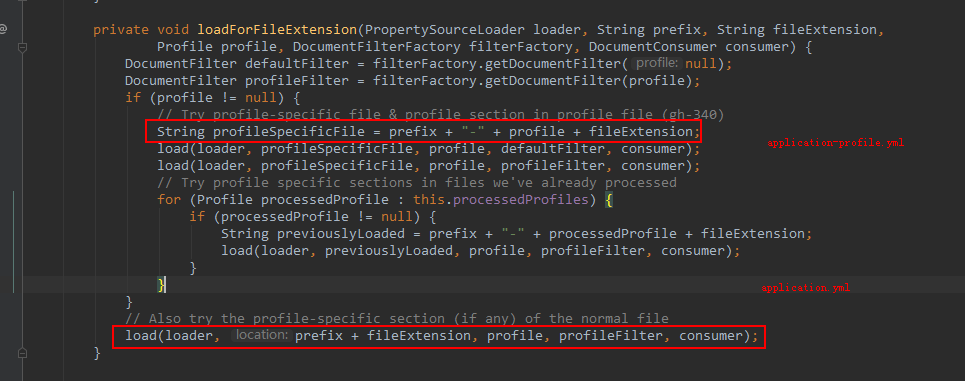 private void loadForFileExtension(PropertySourceLoader loader, String prefix, String fileExtension,
Profile profile, DocumentFilterFactory filterFactory, DocumentConsumer consumer) {
DocumentFilter defaultFilter = filterFactory.getDocumentFilter( profile: null);
DocumentFilter profileFilter = filterFactory.getDocumentFilter(profile);
if (profile != null) {
// Try profile-specific file & profile section in profile file (gh-340)
String profileSpecificFile = prefix + "-" + profile + fileExtension;
application-profile.yml
load(loader, profileSpecificFile, profile, defaultFilter, consumer);
load(loader, profileSpecificFile, profile, profileFilter, consumer);
// Try profile specific sections in files we've already processed
for (Profile processedProfile : this.processedProfiles) {
if (processedProfile != null) {
String previouslyLoaded = prefix + "-" + processedProfile + fileExtension;
load(loader, previouslyLoaded, profile, profileFilter, consumer);
}
}
application.yml
}
// Also try the profile-specific section (if any) of the normal file
load(loader, location: prefix + fileExtension, profile, profileFilter, consumer);
}